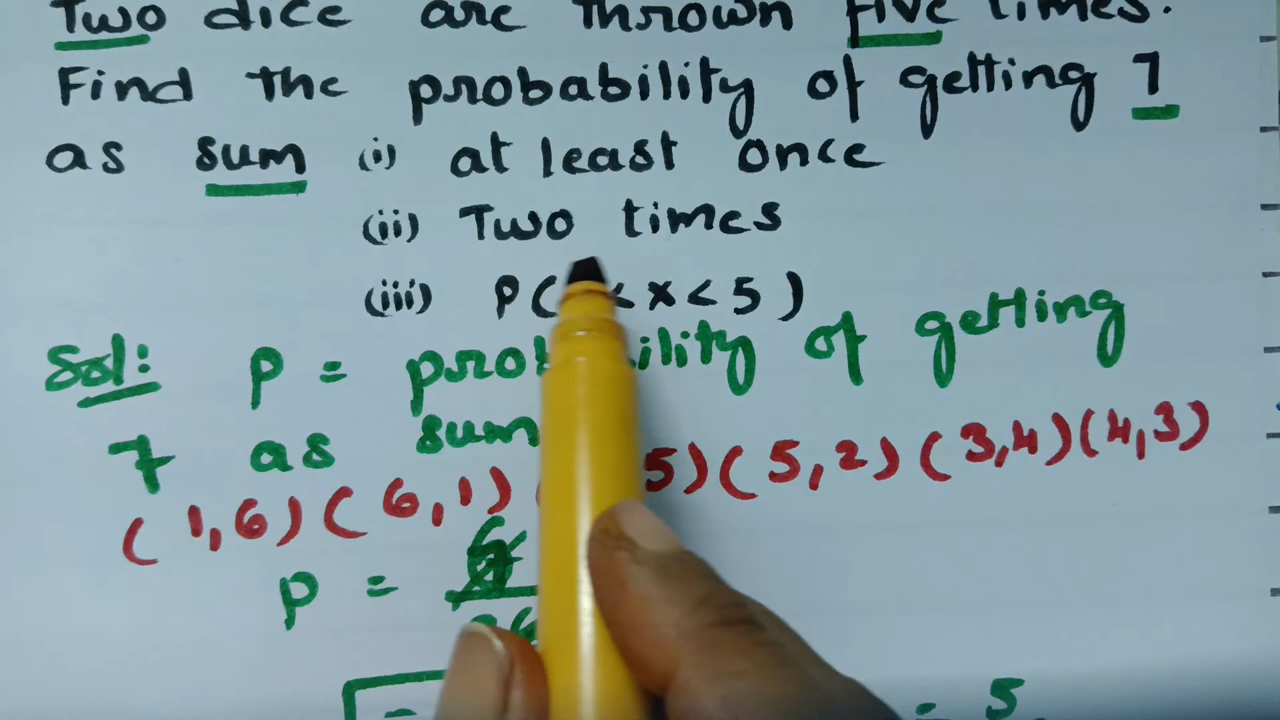 Two dice are thrown Five times.
Find the probability of getting 7
as sum (i) at least once
(ii) Two times
(iii) P( < x < 5 )
Sol: P = probability of getting
7 as sum
(1,6) (6,1) 5) (5,2) (3,4) (4,3)
P = 6
= = 5